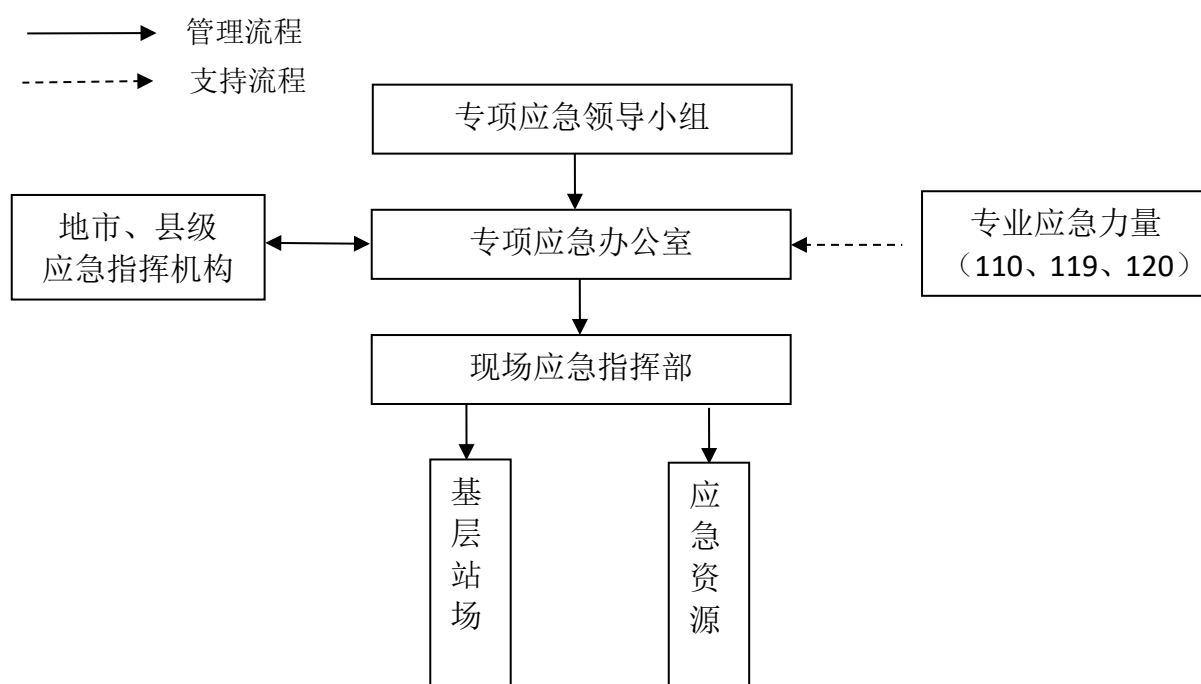 管理流程
支持流程
专项应急领导小组
地市、县级
应急指挥机构
专项应急办公室
专业应急力量
（110、119、120）
现场应急指挥部
基层站场
应急资源